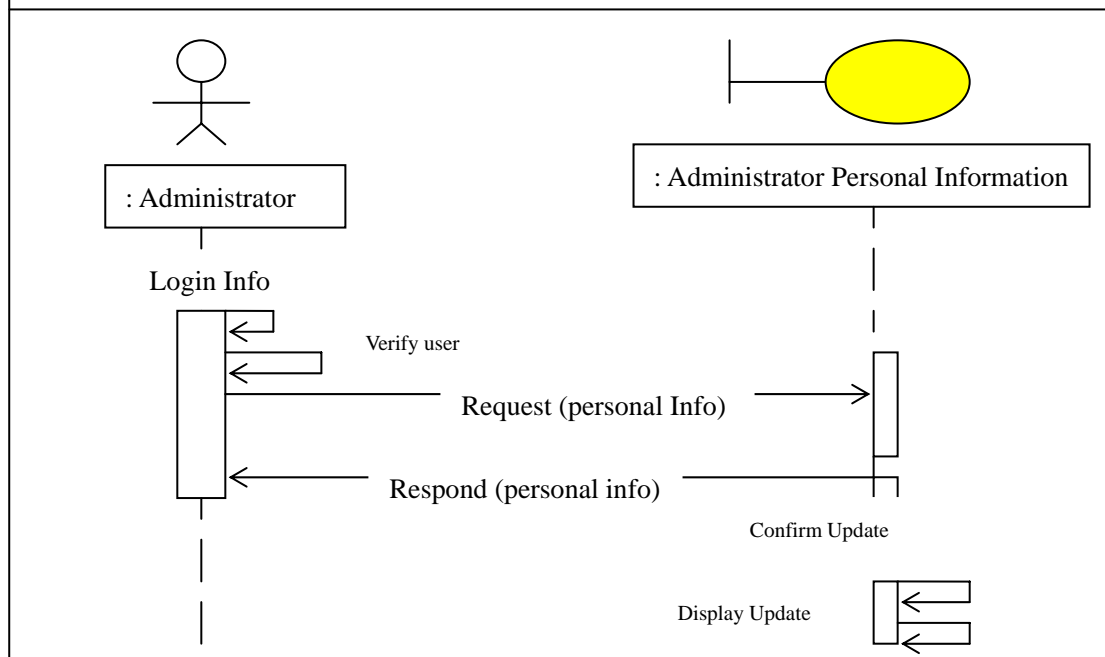 : Administrator
: Administrator Personal Information
Login Info
Verify user
Request (personal Info)
Respond (personal info)
Confirm Update
Display Update